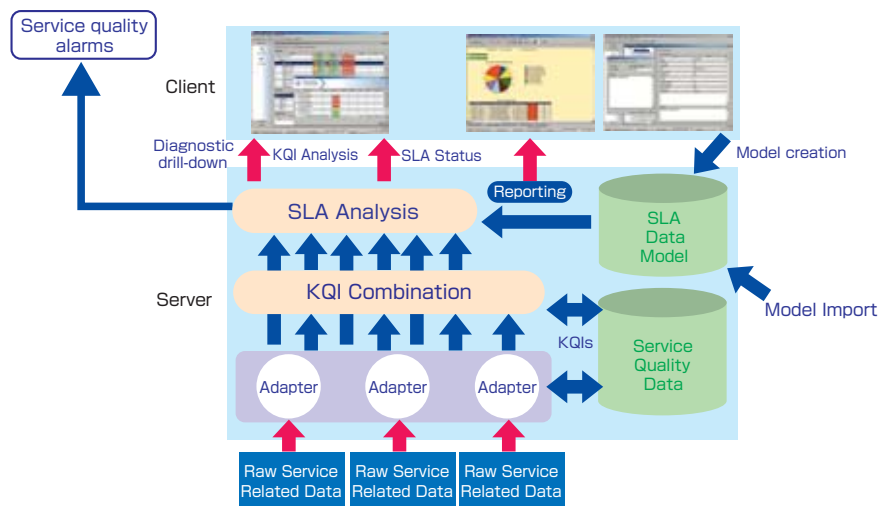 Service quality
alarms
Client
Diagnostic
drill-down
KQI Analysis
SLA Status
Model creation
Reporting
SLA Analysis
SLA
Data
Model
Server
KQI Combination
Model Import
KQIs
Service
Quality
Data
Adapter
Adapter
Adapter
Raw Service
Related Data
Raw Service
Related Data
Raw Service
Related Data